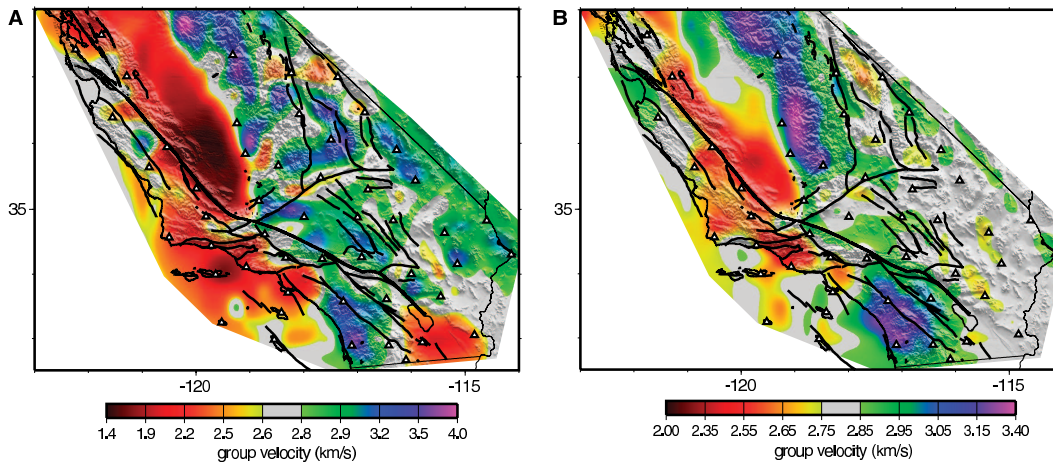 A
B
35
35
-120
-115
-120
-115
1.4 1.9 2.2 2.5 2.6 2.8 2.9 3.2 3.5 4.0
group velocity (km/s)
2.00 2.35 2.55 2.65 2.75 2.85 2.95 3.05 3.15 3.40
group velocity (km/s)